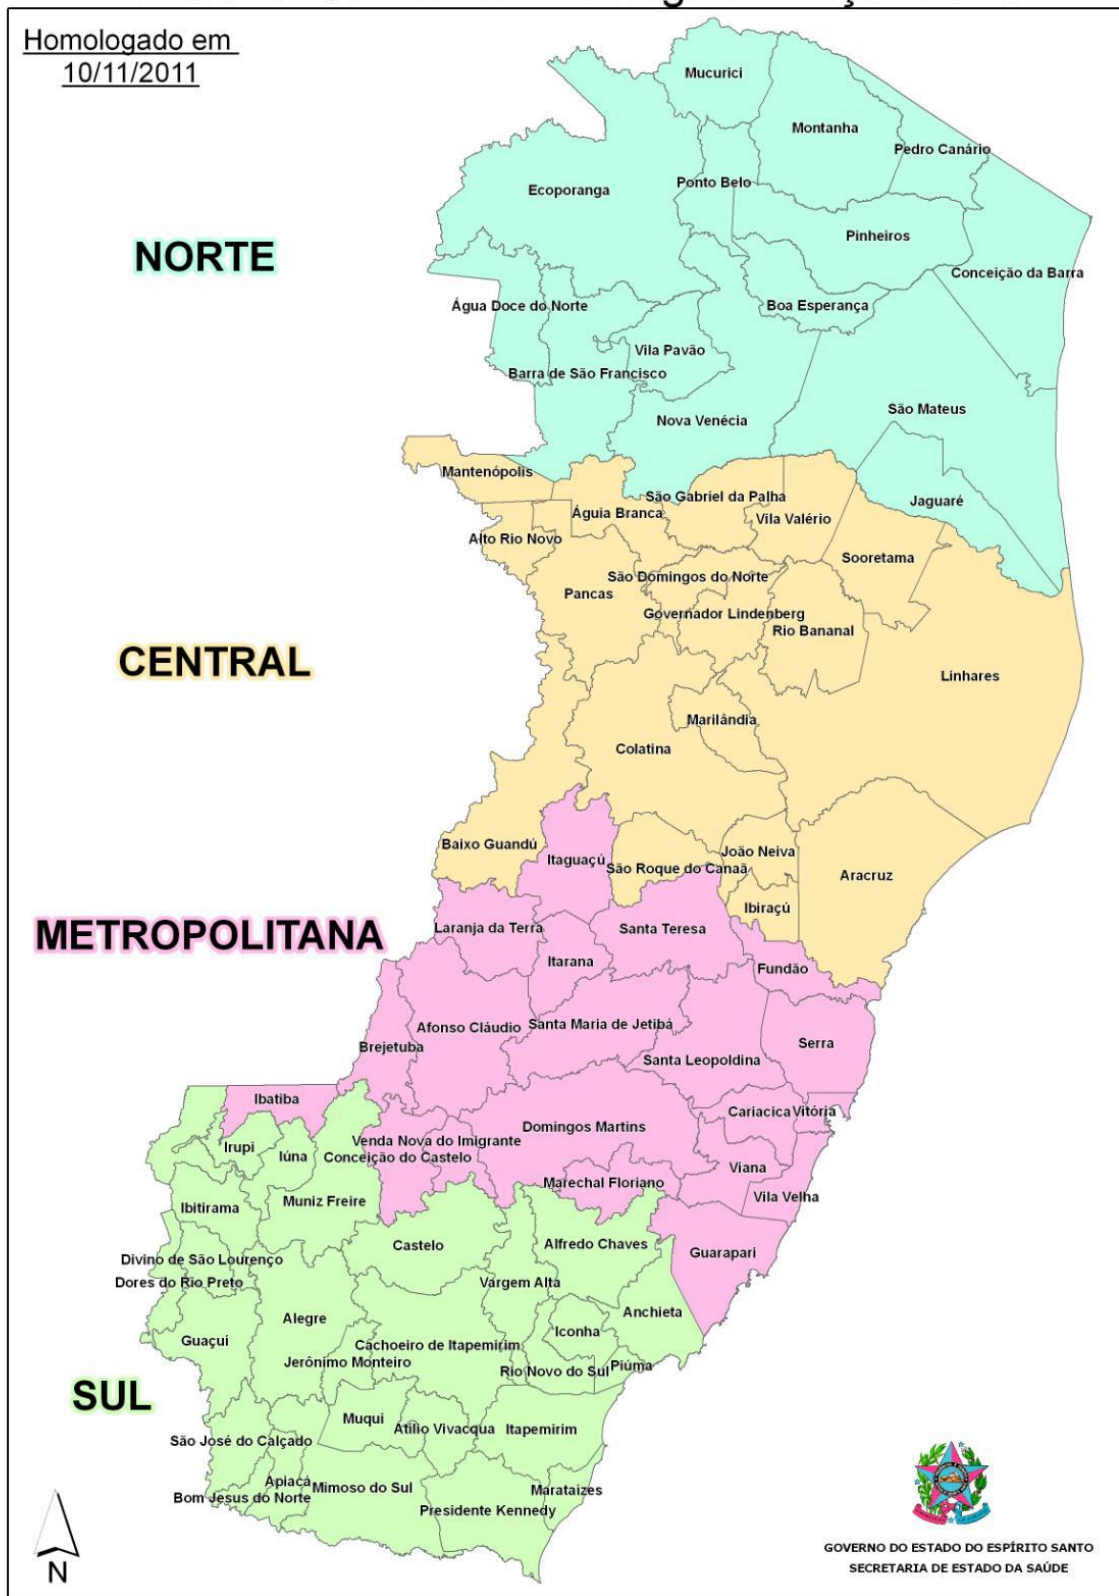 Homologado em
10/11/2011
Mucurici
Montanha
Pedro Canário
Ecoporanga
Ponto Belo
Pinheiros
NORTE
Conceição da Barra
Água Doce do Norte
Boa Esperança
Vila Pavão
Barra de São Francisco
São Mateus
Nova Venécia
Mantenópolis
São Gabriel da Palha
Jaguaré
Águia Branca
Vila Valério
Alto Rio Novo
Sooretama
São Domingos do Norte
Pancas
Governador Lindenberg
Rio Bananal
CENTRAL
Linhares
Marilândia
Colatina
Baixo Guandú
João Neiva
Itaguaçú
São Roque do Canaã
Aracruz
Ibiraçú
METROPOLITANA
Laranja da Terra
Santa Teresa
Itarana
Fundão
Afonso Cláudio
Santa Maria de Jetibá
Brejetuba
Serra
Santa Leopoldina
Ibatiba
Cariacica
Vitória
Domingos Martins
Venda Nova do Imigrante
Irupi
Iúna
Conceição do Castelo
Viana
Marechal Floriano
Vila Velha
Muniz Freire
Ibitirama
Castelo
Alfredo Chaves
Guarapari
Divino de São Lourenço
Dores do Rio Preto
Vargem Alta
Anchieta
Alegre
Iconha
Guaçuí
Cachoeiro de Itapemirim
Jerônimo Monteiro
Rio Novo do Sul
Piúma
SUL
Muqui
Atilio Vivacqua
Itapemirim
São José do Calçado
Apiacá
Mimoso do Sul
Marataizes
Bom Jesus do Norte
Presidente Kennedy
N
GOVERNO DO ESTADO DO ESPÍRITO SANTO
SECRETARIA DE ESTADO DA SAÚDE